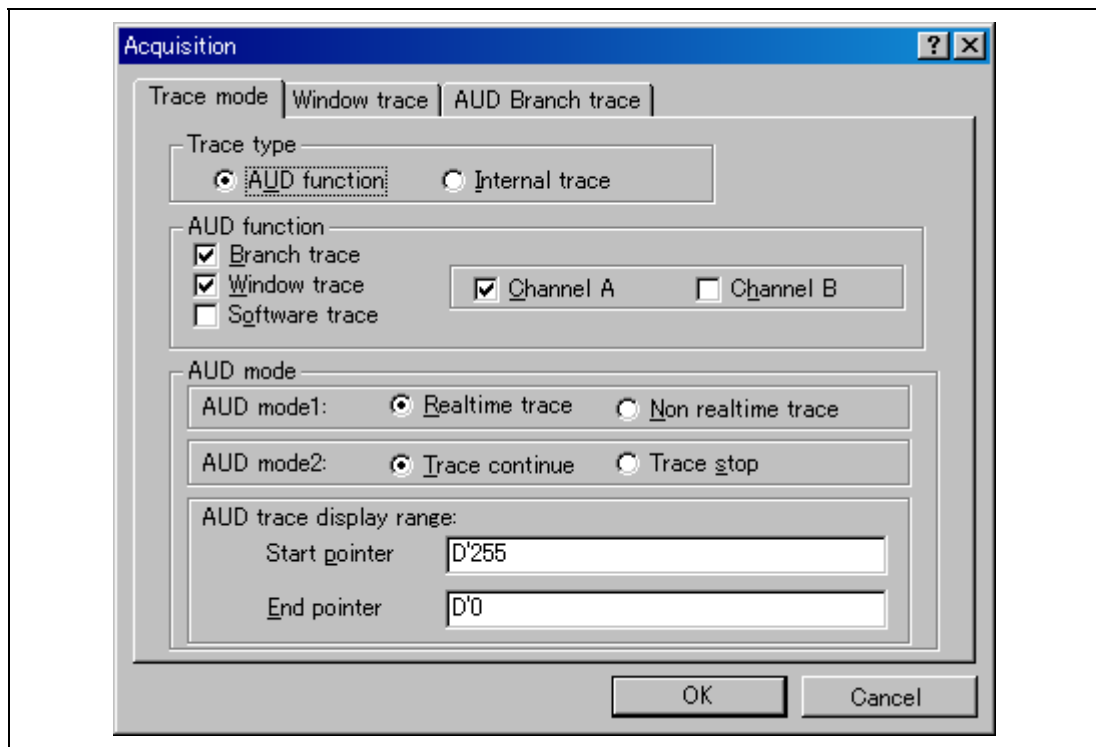 Acquisition
Trace mode Window trace AUD Branch trace
Trace type
AUD function Internal trace
AUD function
Branch trace
Window trace Channel A Channel B
Software trace
AUD mode
AUD mode1: Realtime trace Non realtime trace
AUD mode2: Trace continue Trace stop
AUD trace display range:
Start pointer D'255
End pointer D'0
OK Cancel